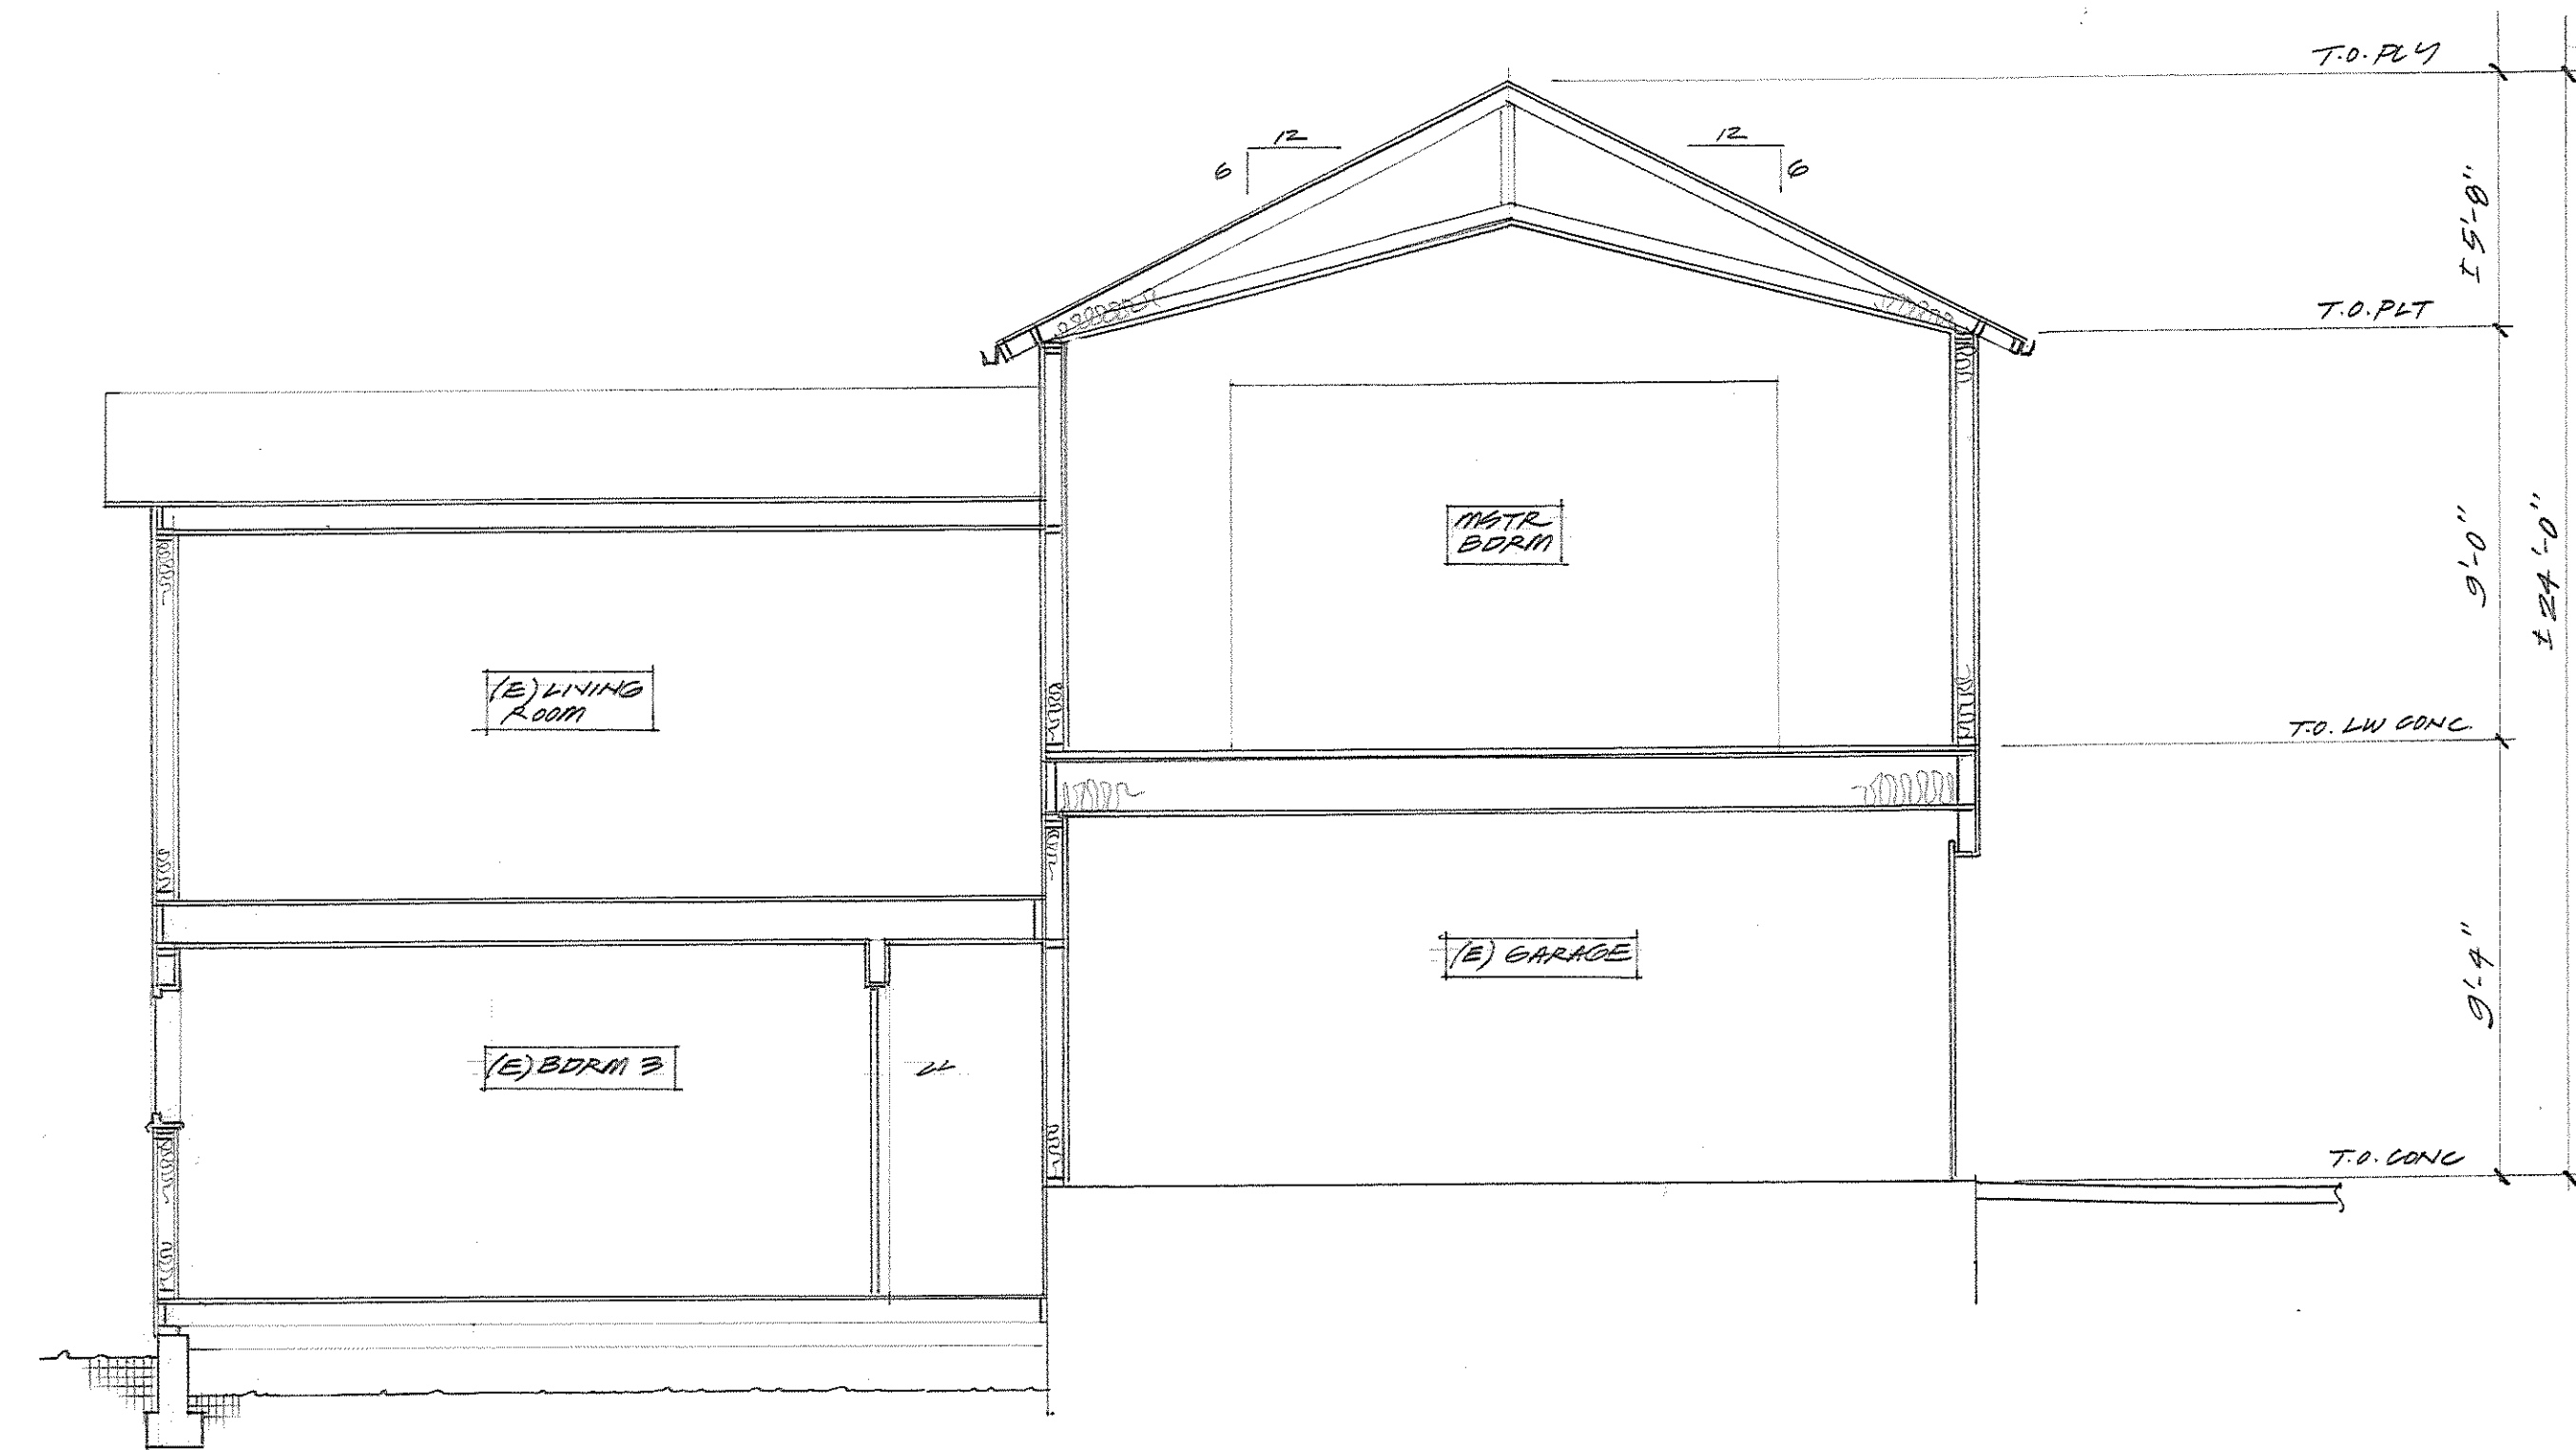 T.O. PLY
12
6
12
6
± 5'-8"
T.O. PLT
9'-0"
± 24'-0"
MSTR
BDRM
(E) LIVING
ROOM
T.O. LW CONC.
(E) GARAGE
9'-4"
(E) BDRM 3
T.O. CONC